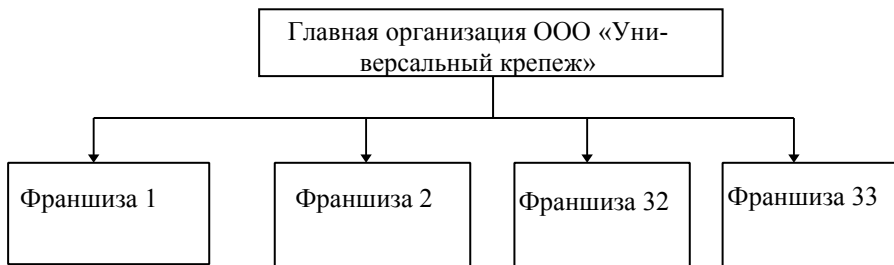 Главная организация ООО «Уни-
версальный крепеж»
Франшиза 1
Франшиза 2
Франшиза 32
Франшиза 33